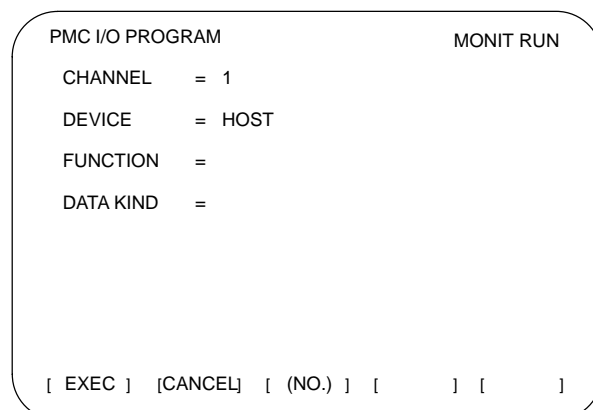 PMC I/O PROGRAM MONIT RUN
CHANNEL = 1
DEVICE = HOST
FUNCTION =
DATA KIND =
[ EXEC ] [CANCEL] [ (NO.) ] [ ] [ ]